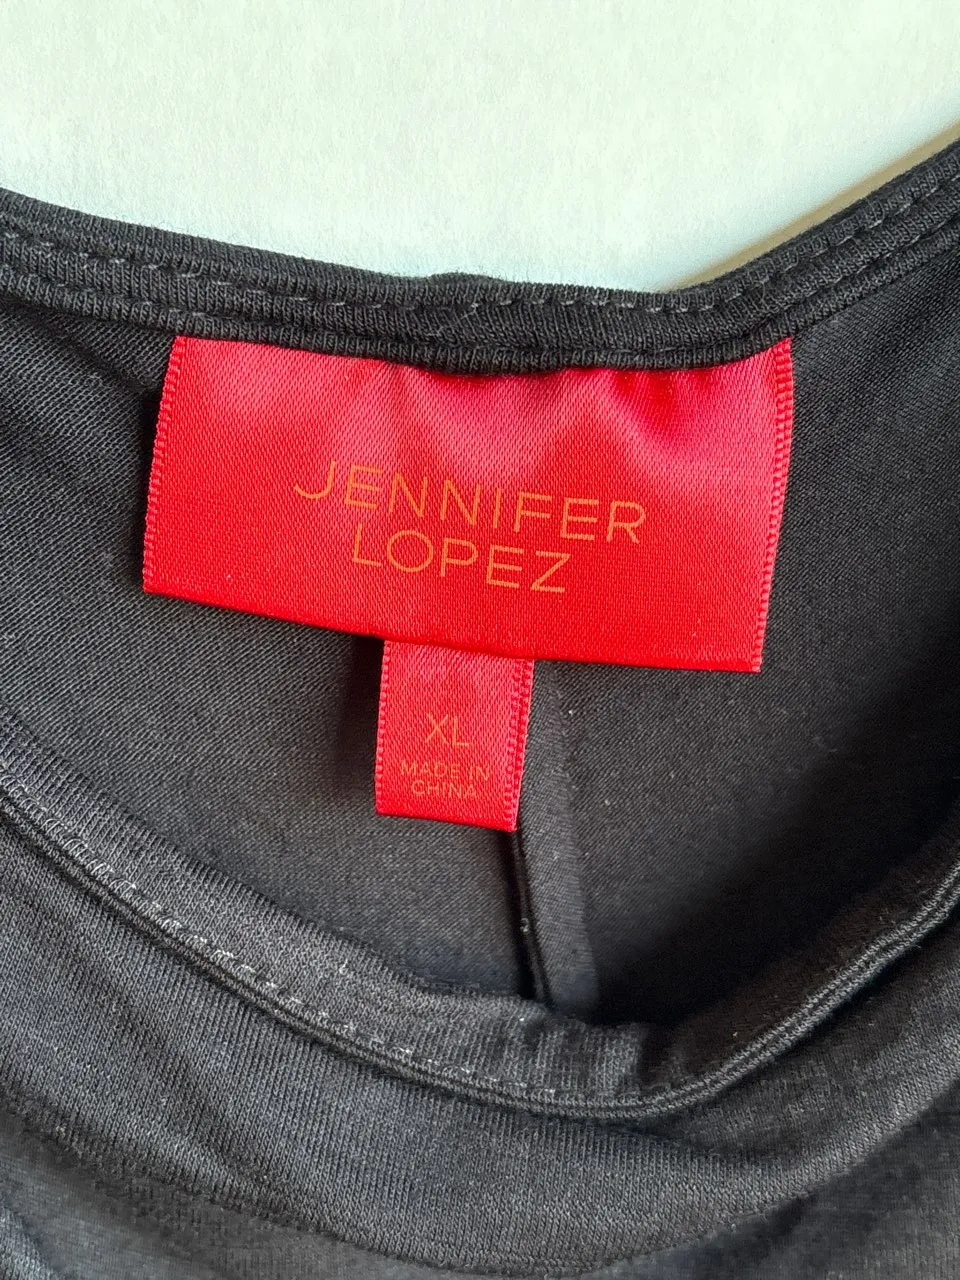 JENNIFER
LOPEZ
XL
MADE IN
CHINA